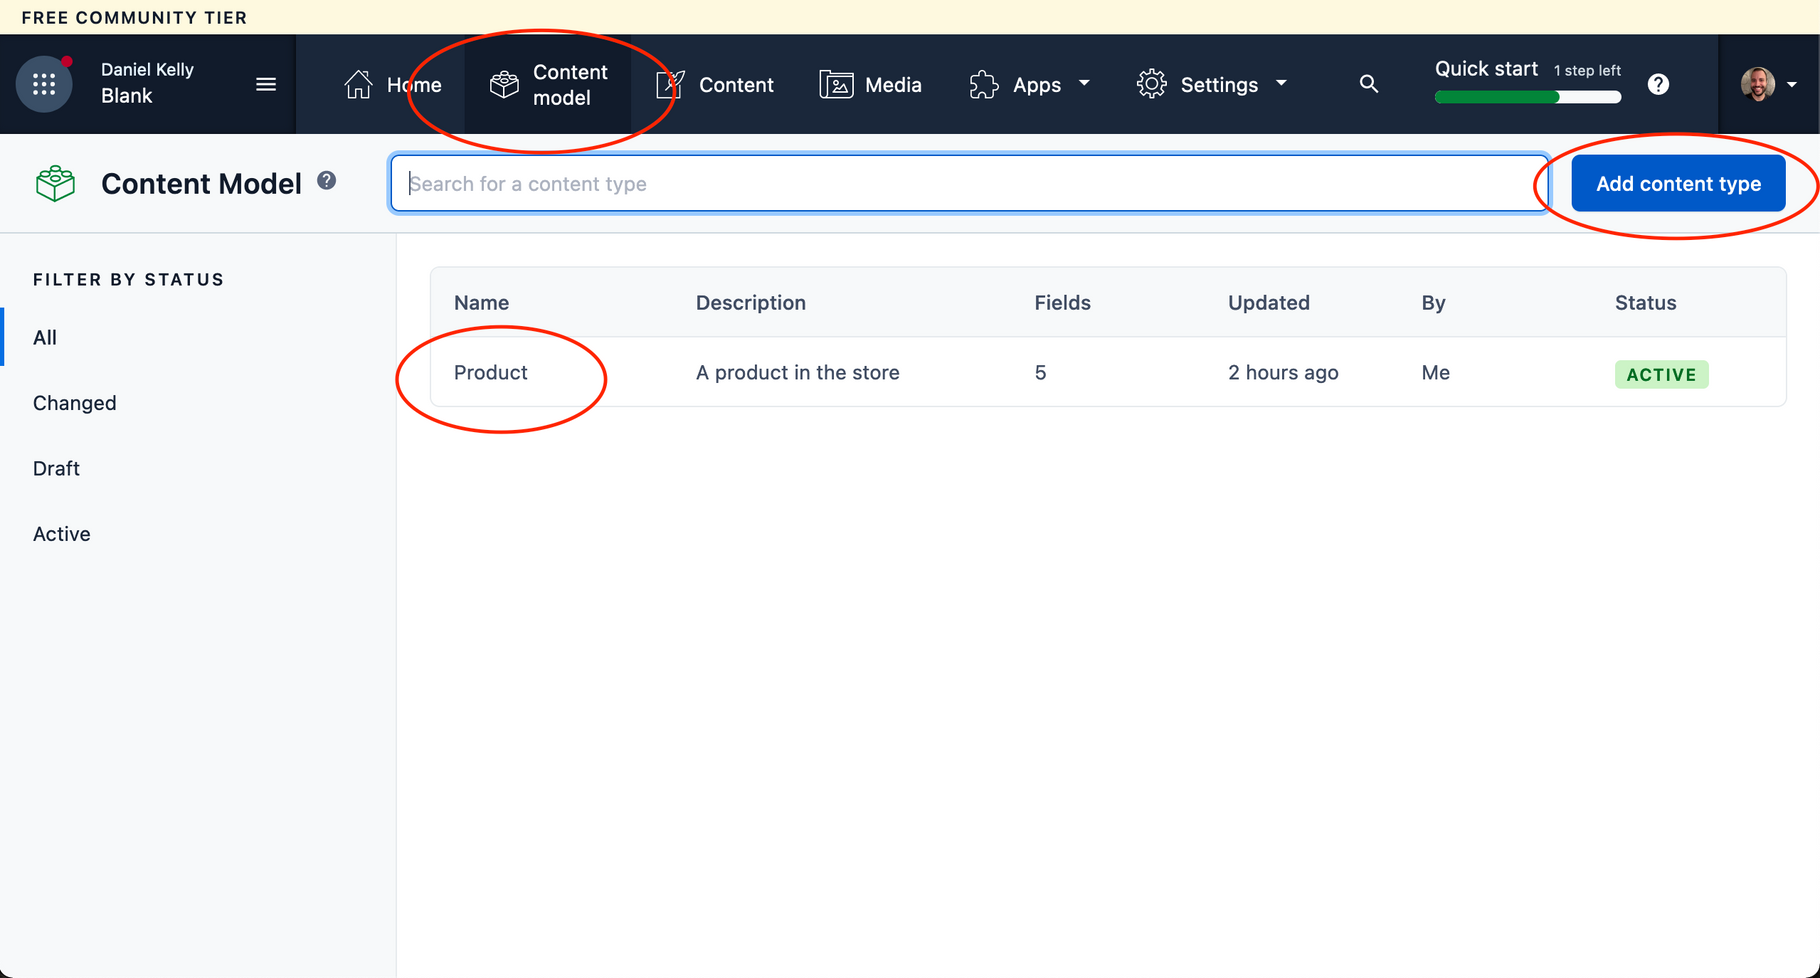 FREE COMMUNITY TIER
Daniel Kelly
Blank
Home
Content
model
Content
Media
Apps
Settings
Quick start 1 step left
?
Content Model ?
Search for a content type
Add content type
FILTER BY STATUS
All
Changed
Draft
Active
Name Description Fields Updated By Status
Product A product in the store 5 2 hours ago Me ACTIVE